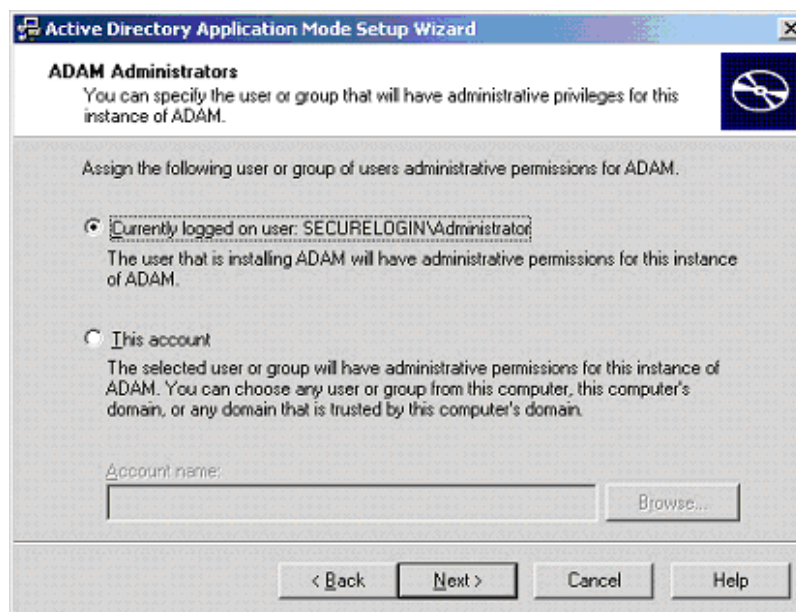 Active Directory Application Mode Setup Wizard
ADAM Administrators
You can specify the user or group that will have administrative privileges for this
instance of ADAM.
Assign the following user or group of users administrative permissions for ADAM.
Currently logged on user: SECURELOGIN\Administrator
The user that is installing ADAM will have administrative permissions for this instance
of ADAM.
This account
The selected user or group will have administrative permissions for this instance of
ADAM. You can choose any user or group from this computer, this computer's
domain, or any domain that is trusted by this computer's domain.
Account name:
Browse...
< Back
Next >
Cancel
Help